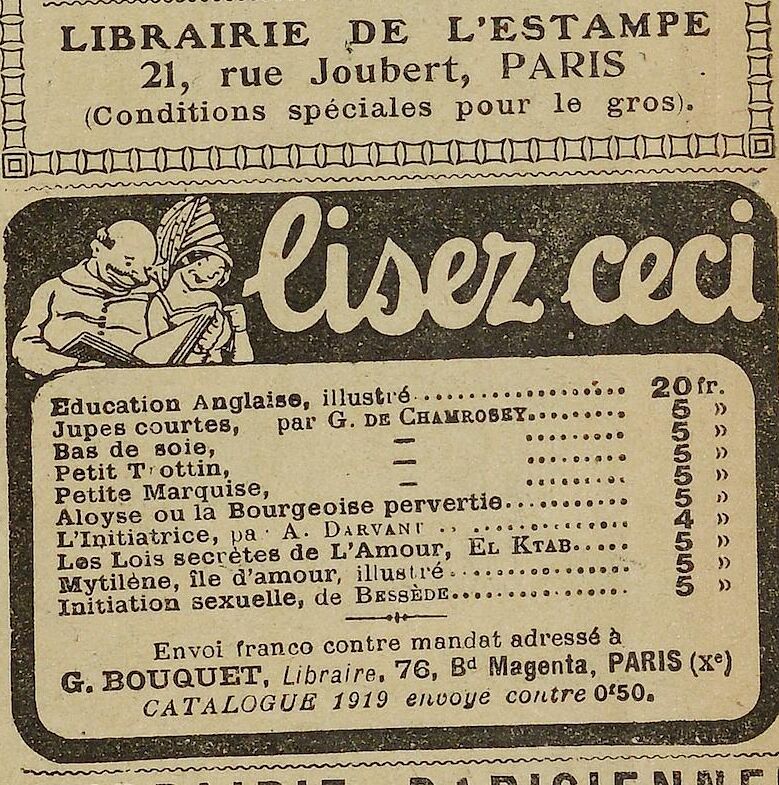 LIBRAIRIE DE L'ESTAMPE
21, rue Joubert, PARIS
(Conditions spéciales pour le gros).
lisez ceci
Education Anglaise, illustré.................... 20 fr.
Jupes courtes, par G. DE CHAMROSEY......... 5 »
Bas de soie, — ......... 5 »
Petit Trottin, — ......... 5 »
Petite Marquise, — ......... 5 »
Aloyse ou la Bourgeoise pervertie........... 5 »
L'Initiatrice, pa A. DARVANT .. ............. 4 »
Les Lois secrètes de L'Amour, EL KTAB..... 5 »
Mytilène, île d'amour, illustré................ 5 »
Initiation sexuelle, de BESSÈDE............... 5 »
Envoi franco contre mandat adressé à
G. BOUQUET, Libraire, 76, Bd Magenta, PARIS (Xe)
CATALOGUE 1919 envoyé contre 0f50.